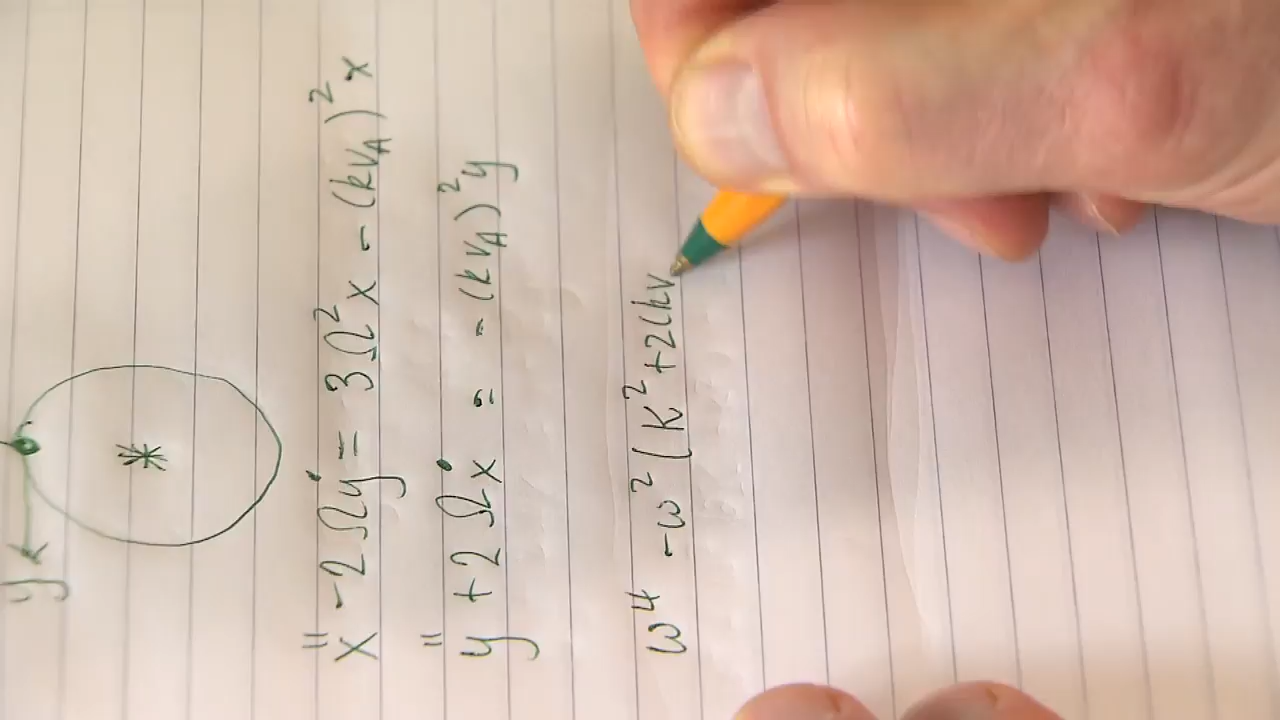 y
ẍ - 2Ωẏ = 3Ω²x - (kv_A)²x
ÿ + 2Ωẋ = - (kv_A)²y
ω⁴ - ω²(K² + 2(kv